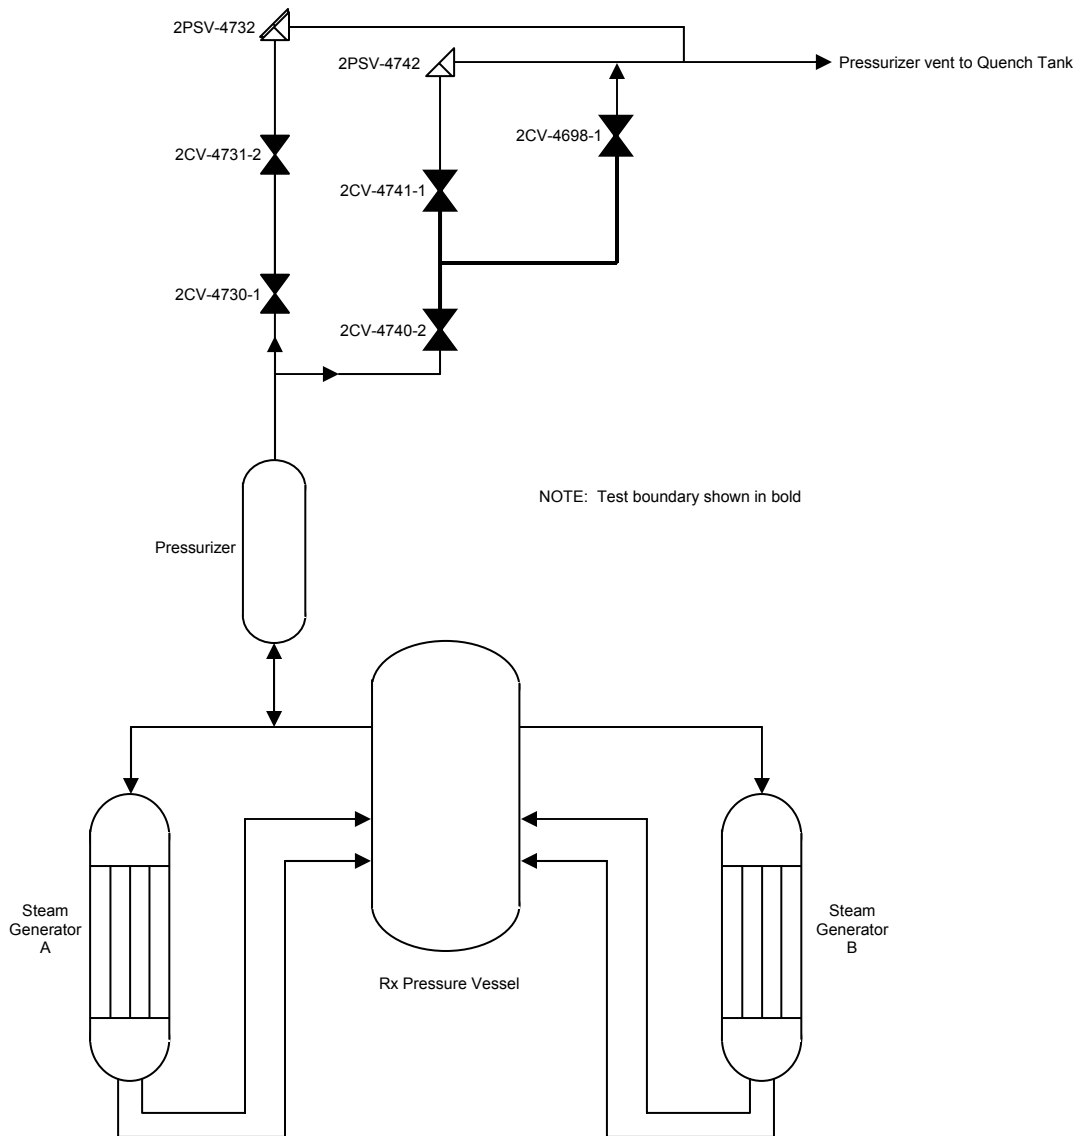 2PSV-4732
2PSV-4742
Pressurizer vent to Quench Tank
2CV-4698-1
2CV-4731-2
2CV-4741-1
2CV-4730-1
2CV-4740-2
NOTE:  Test boundary shown in bold
Pressurizer
Steam
Generator
A
Steam
Generator
B
Rx Pressure Vessel